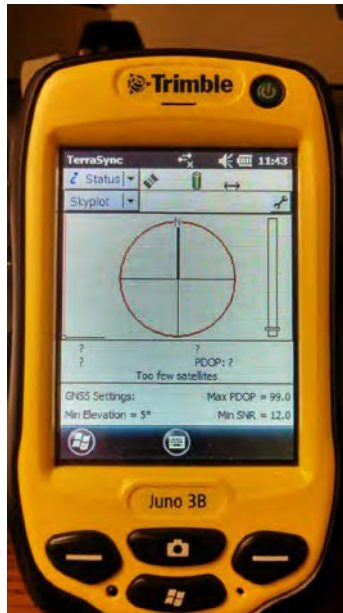 Trimble
TerraSync 11:43
Status
Skyplot
N
? ?
? PDOP: ?
Too few satellites
GNSS Settings: Max PDOP = 99.0
Min Elevation = 5° Min SNR = 12.0
Juno 3B